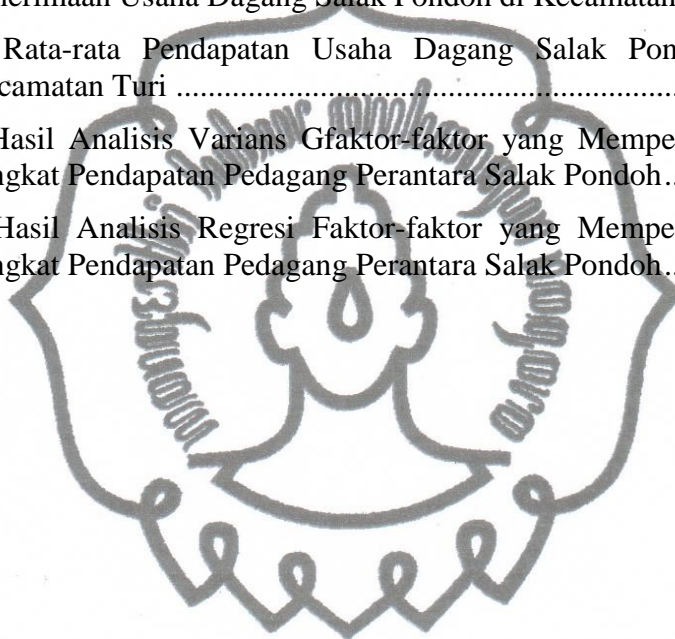 erimaan Usaha Dagang Salak Pondoh di Kecamatan
Rata-rata Pendapatan Usaha Dagang Salak Pon
camatan Turi ................................................................
Hasil Analisis Varians Gfaktor-faktor yang Mempe
ngkat Pendapatan Pedagang Perantara Salak Pondoh..
Hasil Analisis Regresi Faktor-faktor yang Mempe
ngkat Pendapatan Pedagang Perantara Salak Pondoh..